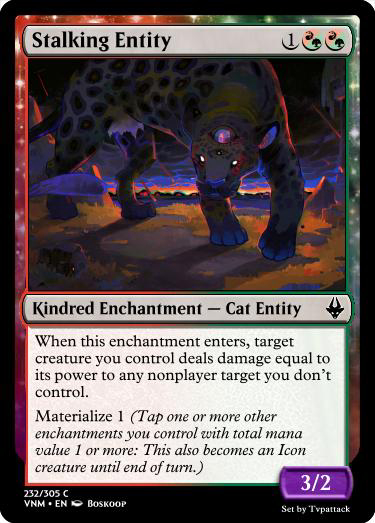 Stalking Entity 1
Kindred Enchantment — Cat Entity
When this enchantment enters, target
creature you control deals damage equal to
its power to any nonplayer target you don't
control.
Materialize 1 (Tap one or more other
enchantments you control with total mana
value 1 or more: This also becomes an Icon
creature until end of turn.)
3/2
232/305 C
VNM • EN Boskoop
Set by Tvpattack